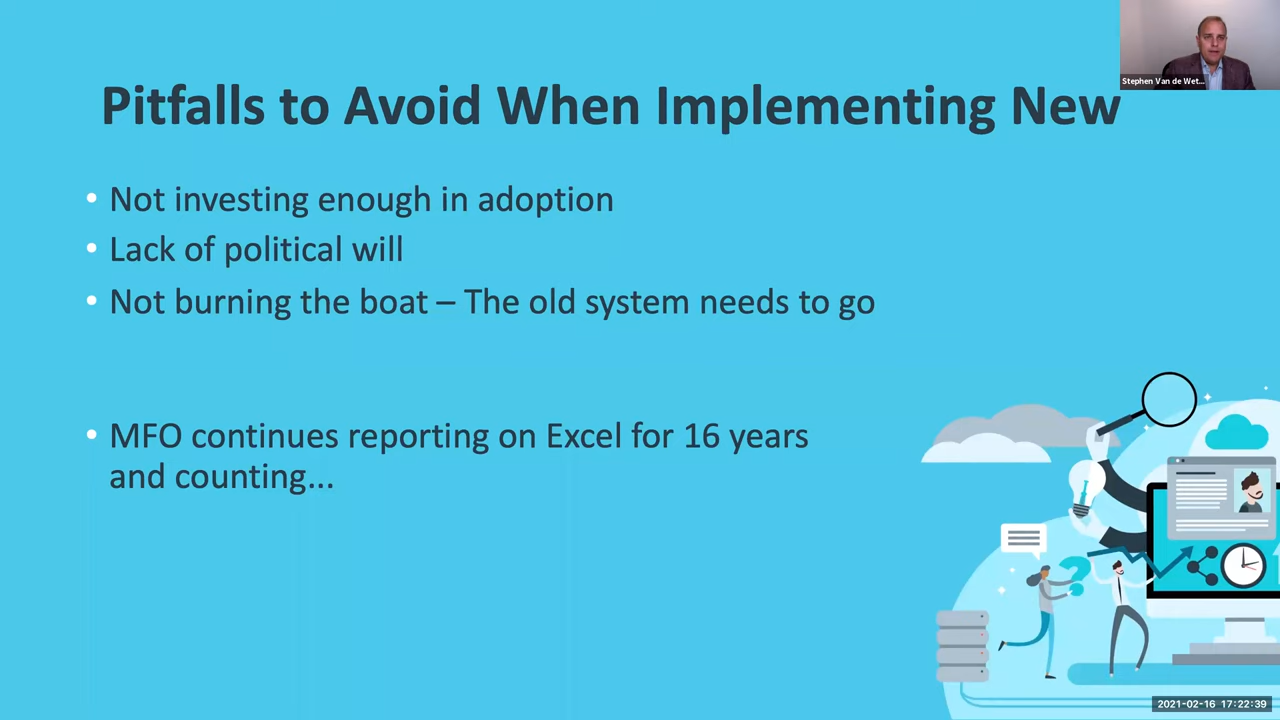 Stephen Van de Wet...
Pitfalls to Avoid When Implementing New
• Not investing enough in adoption
• Lack of political will
• Not burning the boat – The old system needs to go
• MFO continues reporting on Excel for 16 years
and counting...
2021-02-16 17:22:39